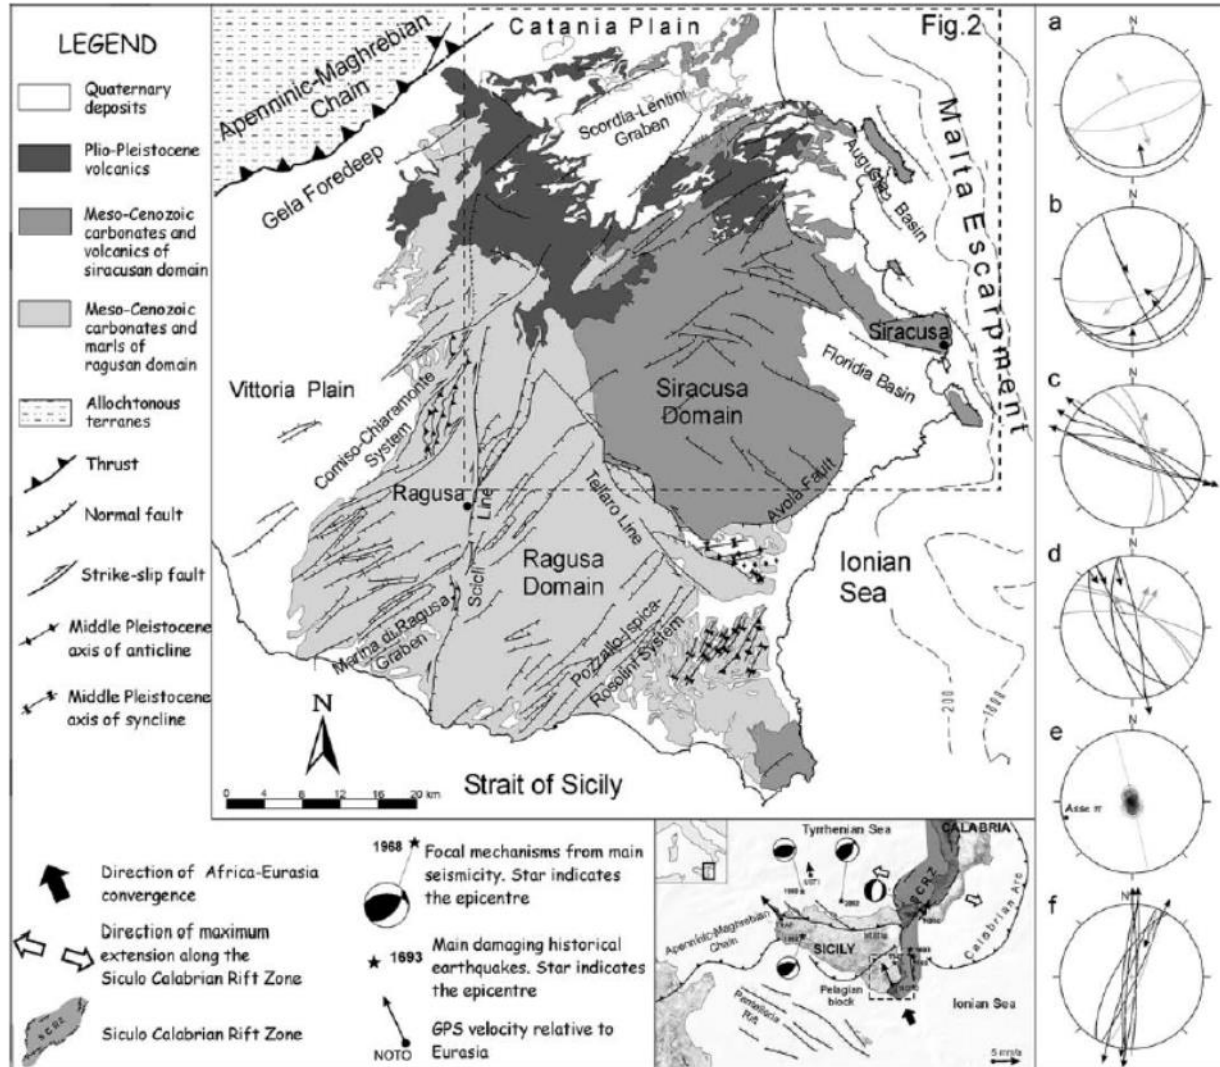 LEGEND
Quaternary
deposits
Plio-Pleistocene
volcanics
Meso-Cenozoic
carbonates and
volcanics of
siracusan domain
Meso-Cenozoic
carbonates and
marls of
ragusan domain
Allochtonous
terranes
Thrust
Normal fault
Strike-slip fault
Middle Pleistocene
axis of anticline
Middle Pleistocene
axis of syncline
Catania Plain
Fig.2
Apenninic-Maghrebian
Chain
Gela Foredeep
Scordia-Lentini
Graben
Augusta
Basin
Malta Escarpment
Siracusa
Floridia Basin
Siracusa
Domain
Vittoria Plain
Comiso-Chiaramonte
System
Ragusa
Scicli Line
Tellaro Line
Avola Fault
Ragusa
Domain
Ionian
Sea
Marina di Ragusa
Graben
Pozzallo-Ispica-
Rosolini System
200
1000
N
0 4 8 12 16 20 km
Strait of Sicily
a
N
b
N
c
N
d
N
e
N
Asse π
f
N
Direction of Africa-Eurasia
convergence
Direction of maximum
extension along the
Siculo Calabrian Rift Zone
S.C.R.Z.
Siculo Calabrian Rift Zone
1968
Focal mechanisms from main
seismicity. Star indicates
the epicentre
1693
Main damaging historical
earthquakes. Star indicates
the epicentre
NOTO
GPS velocity relative to
Eurasia
Tyrrhenian Sea
CALABRIA
S.C.R.Z.
Calabrian Arc
Apenninic-Maghrebian
Chain
SICILY
Pelagian
block
Pantelleria
Rift
Ionian Sea
5 mm/a